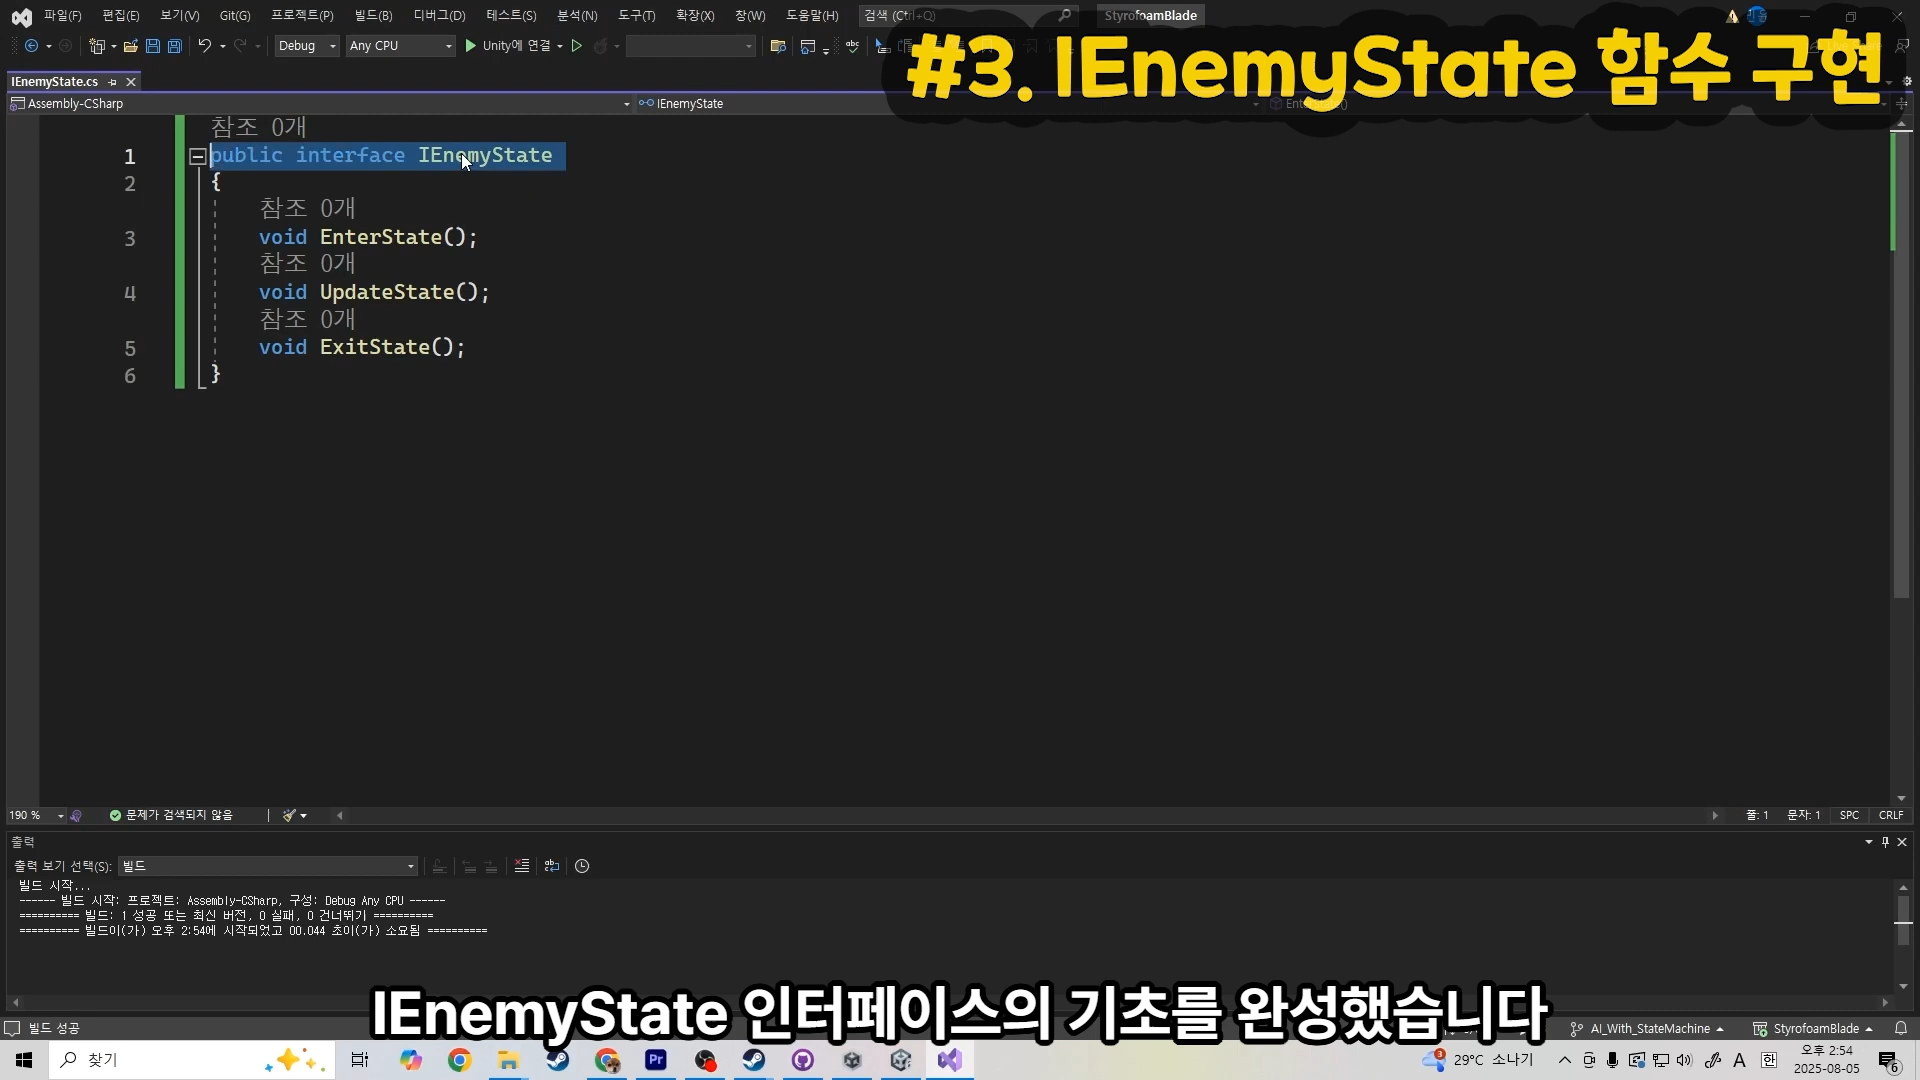 파일(F) 편집(E) 보기(V) Git(G) 프로젝트(P) 빌드(B) 디버그(D) 테스트(S) 분석(N) 도구(T) 확장(X) 창(W) 도움말(H) 검색 (Ctrl+Q) StyrofoamBlade
Debug Any CPU Unity에 연결
#3. IEnemyState 함수 구현
IEnemyState.cs
Assembly-CSharp IEnemyState
참조 0개
1 public interface IEnemyState
2 {
참조 0개
3 void EnterState();
참조 0개
4 void UpdateState();
참조 0개
5 void ExitState();
6 }
190 % 문제가 검색되지 않음 줄: 1 문자: 1 SPC CRLF
출력
출력 보기 선택(S): 빌드
빌드 시작...
------ 빌드 시작: 프로젝트: Assembly-CSharp, 구성: Debug Any CPU ------
========== 빌드: 1 성공 또는 최신 버전, 0 실패, 0 건너뛰기 ==========
========== 빌드이(가) 오후 2:54에 시작되었고 00.044 초이(가) 소요됨 ==========
IEnemyState 인터페이스의 기초를 완성했습니다
빌드 성공 AI_With_StateMachine StyrofoamBlade
찾기 Pr 3 29°C 소나기 A 한 오후 2:54 6
2025-08-05